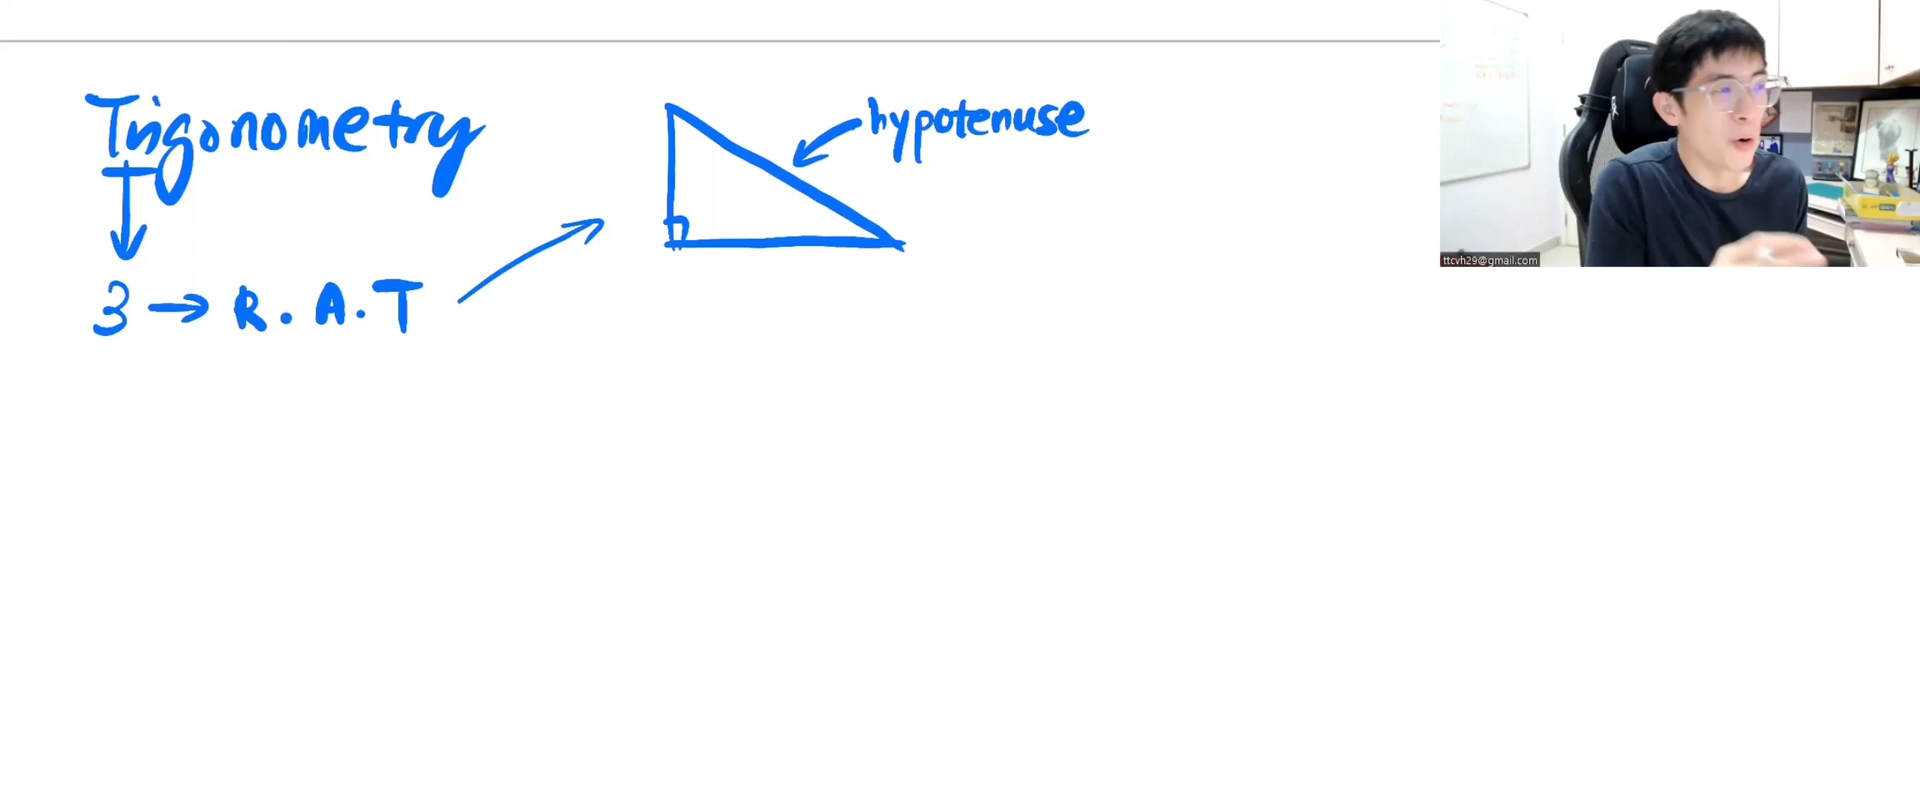 Trigonometry
hypotenuse
3 → R.A.T
ttcvh29@gmail.com